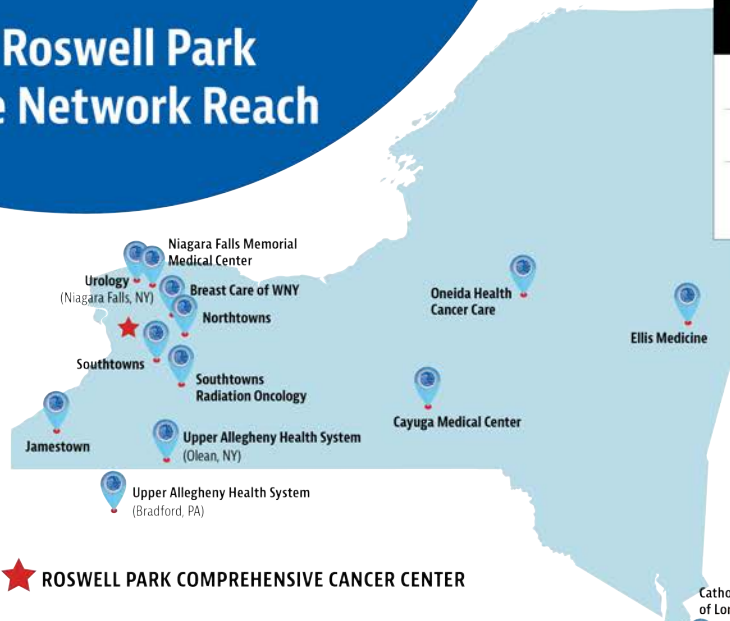 Roswell Park
Network Reach
Niagara Falls Memorial
Medical Center
Urology
(Niagara Falls, NY)
Breast Care of WNY
Northtowns
Oneida Health
Cancer Care
Ellis Medicine
Southtowns
Southtowns
Radiation Oncology
Cayuga Medical Center
Jamestown
Upper Allegheny Health System
(Olean, NY)
Upper Allegheny Health System
(Bradford, PA)
ROSWELL PARK COMPREHENSIVE CANCER CENTER
of